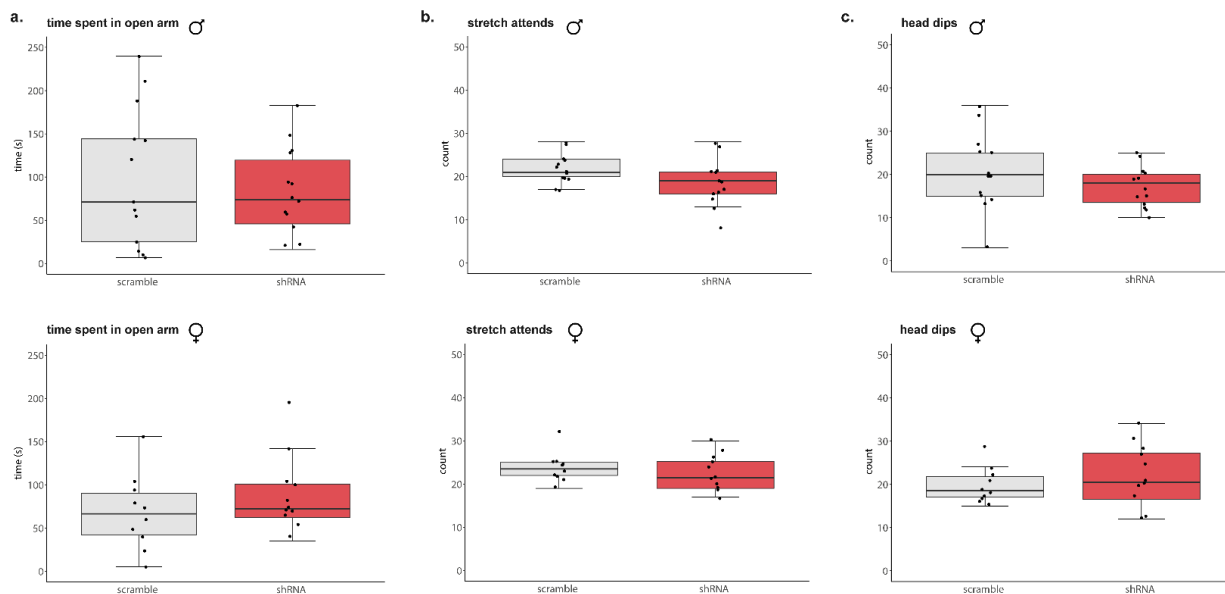 a.
time spent in open arm ♂
250
200
150
100
50
0
time (s)
scramble shRNA
b.
stretch attends ♂
50
40
30
20
10
0
count
scramble shRNA
c.
head dips ♂
50
40
30
20
10
0
count
scramble shRNA
time spent in open arm ♀
250
200
150
100
50
0
time (s)
scramble shRNA
stretch attends ♀
50
40
30
20
10
0
count
scramble shRNA
head dips ♀
50
40
30
20
10
0
count
scramble shRNA